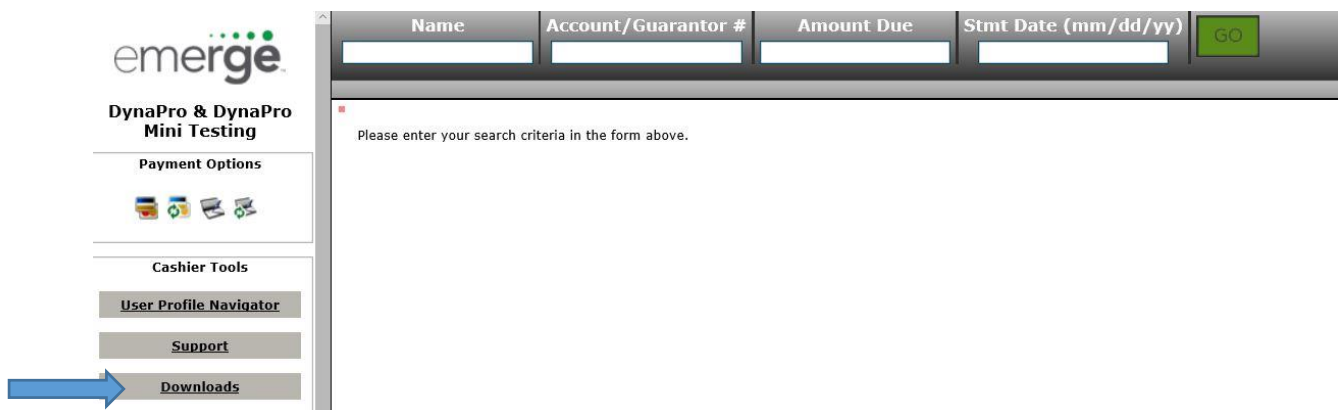 emerge
DynaPro & DynaPro
Mini Testing
Payment Options
Cashier Tools
User Profile Navigator
Support
Downloads
Name
Account/Guarantor #
Amount Due
Stmt Date (mm/dd/yy)
GO
Please enter your search criteria in the form above.